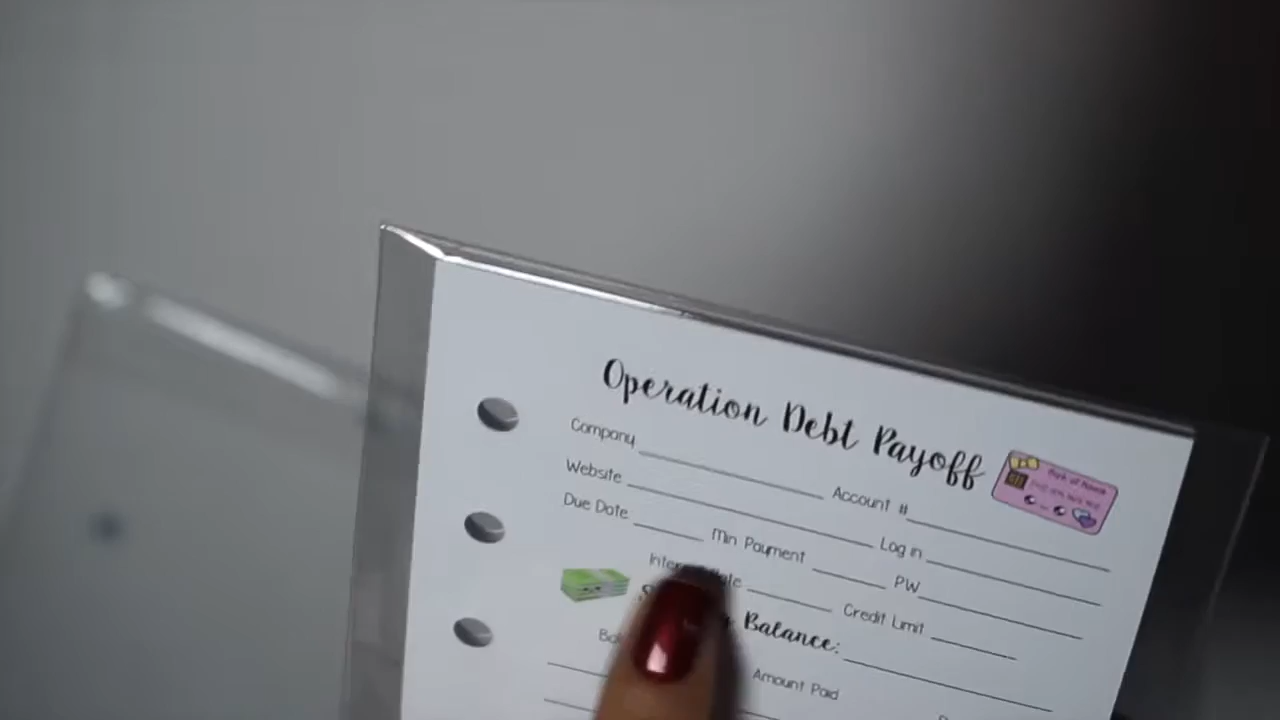 Operation Debt Payoff
Company Account #
Website Log in
Due Date Min Payment PW
Credit Limit
Balance:
Amount Paid